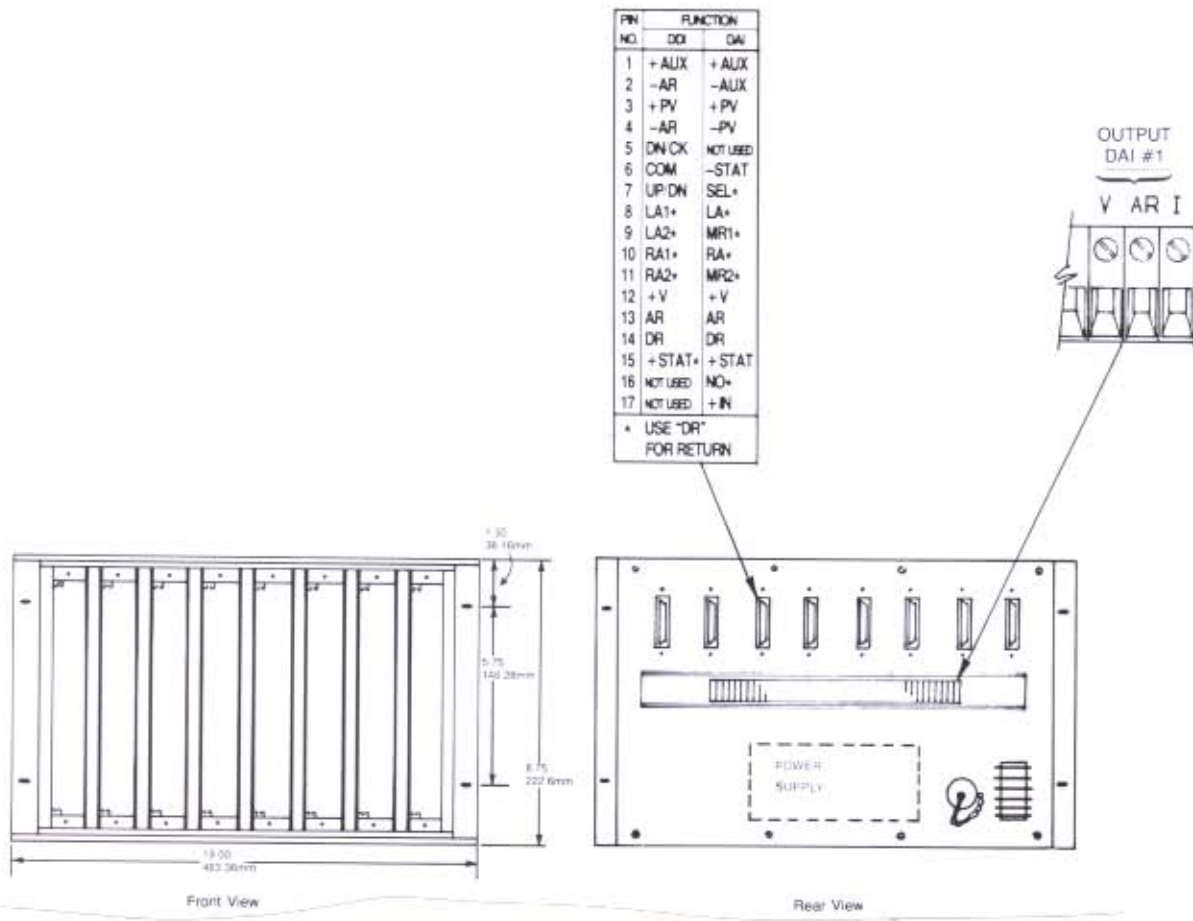 PIN FUNCTION
NO. DDI DAI
1 +AUX +AUX
2 -AR -AUX
3 +PV +PV
4 -AR -PV
5 DN/CK NOT USED
6 COM -STAT
7 UP/DN SEL*
8 LA1* LA*
9 LA2* MR1*
10 RA1* RA*
11 RA2* MR2*
12 +V +V
13 AR AR
14 DR DR
15 +STAT* +STAT
16 NOT USED NO*
17 NOT USED +IN
* USE "DR"
FOR RETURN
OUTPUT
DAI #1
V AR I
38.16mm
5.75
146.28mm
8.75
222.6mm
19.00
483.36mm
POWER
SUPPLY
Front View
Rear View